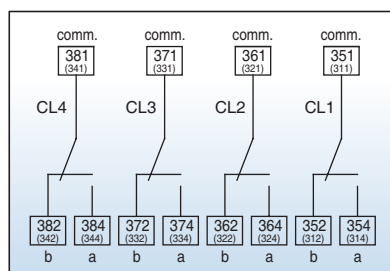 comm. comm. comm. comm.
381 371 361 351
(341) (331) (321) (311)
CL4 CL3 CL2 CL1
382 384 372 374 362 364 352 354
(342) (344) (332) (334) (322) (324) (312) (314)
b a b a b a b a